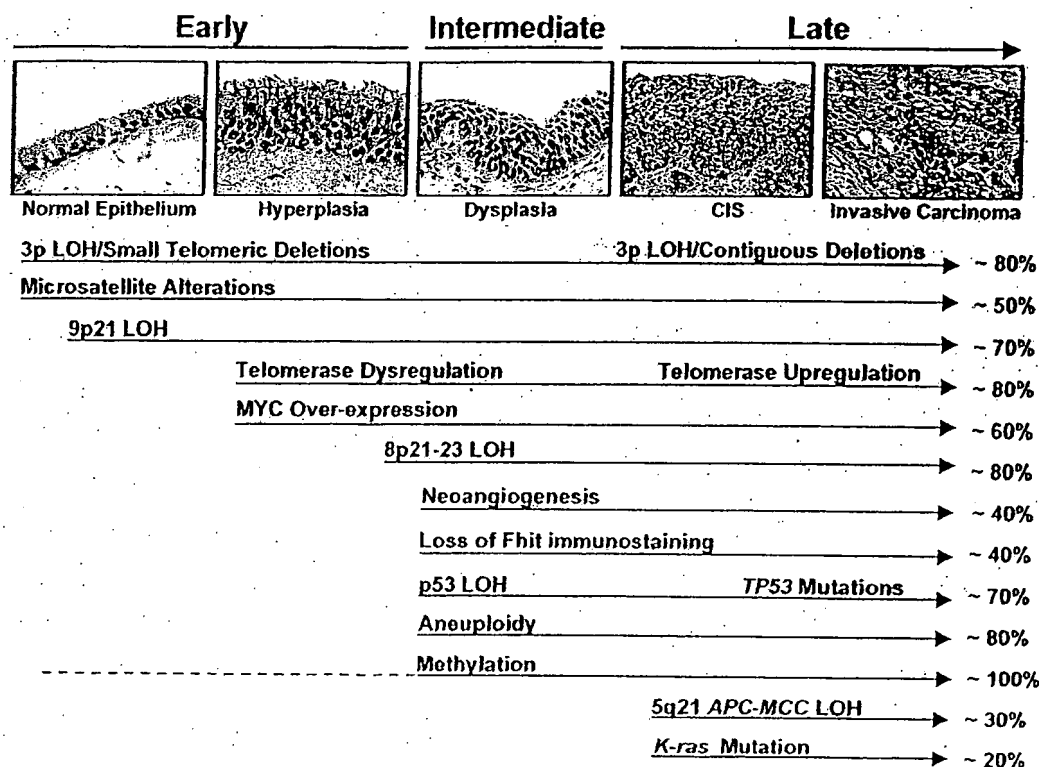 Early Intermediate Late
Normal Epithelium Hyperplasia Dysplasia CIS Invasive Carcinoma
3p LOH/Small Telomeric Deletions 3p LOH/Contiguous Deletions ~ 80%
Microsatellite Alterations ~ 50%
9p21 LOH ~ 70%
Telomerase Dysregulation Telomerase Upregulation ~ 80%
MYC Over-expression ~ 60%
8p21-23 LOH ~ 80%
Neoangiogenesis ~ 40%
Loss of Fhit immunostaining ~ 40%
p53 LOH TP53 Mutations ~ 70%
Aneuploidy ~ 80%
Methylation ~ 100%
5q21 APC-MCC LOH ~ 30%
K-ras Mutation ~ 20%